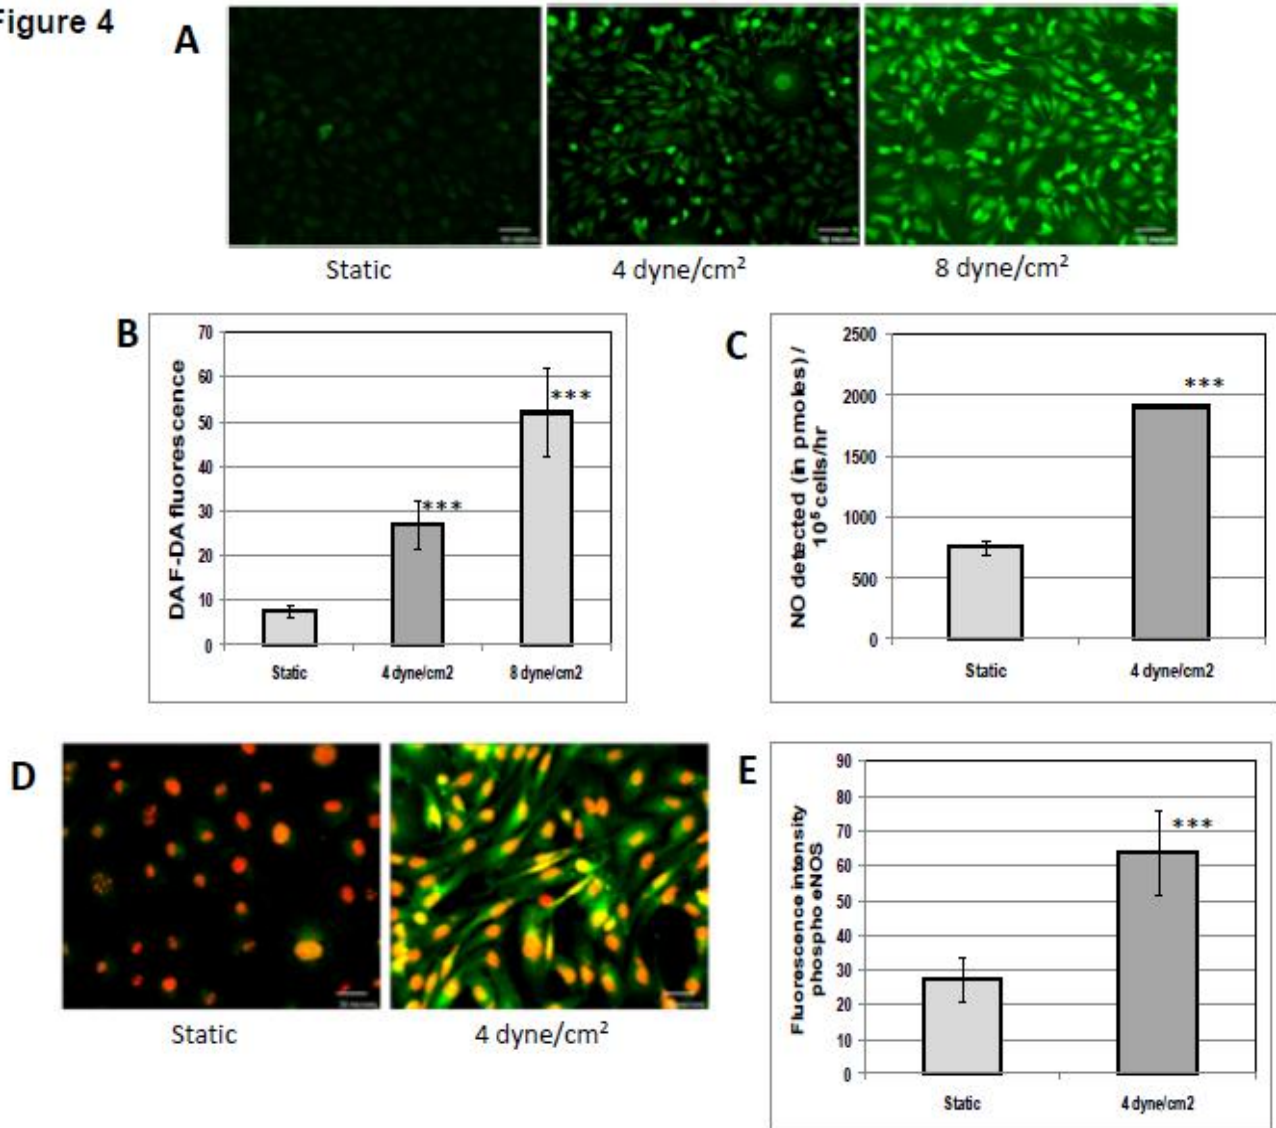 Figure 4
A
Static
4 dyne/cm²
8 dyne/cm²
B
DAF-DA fluorescence
70
60
50
40
30
20
10
0
***
***
Static
4 dyne/cm2
8 dyne/cm2
C
NO detected (in pmoles) /
10⁵ cells/hr
2500
2000
1500
1000
500
0
***
Static
4 dyne/cm2
D
Static
4 dyne/cm²
E
Fluorescence intensity
phospho eNOS
90
80
70
60
50
40
30
20
10
0
***
Static
4 dyne/cm2